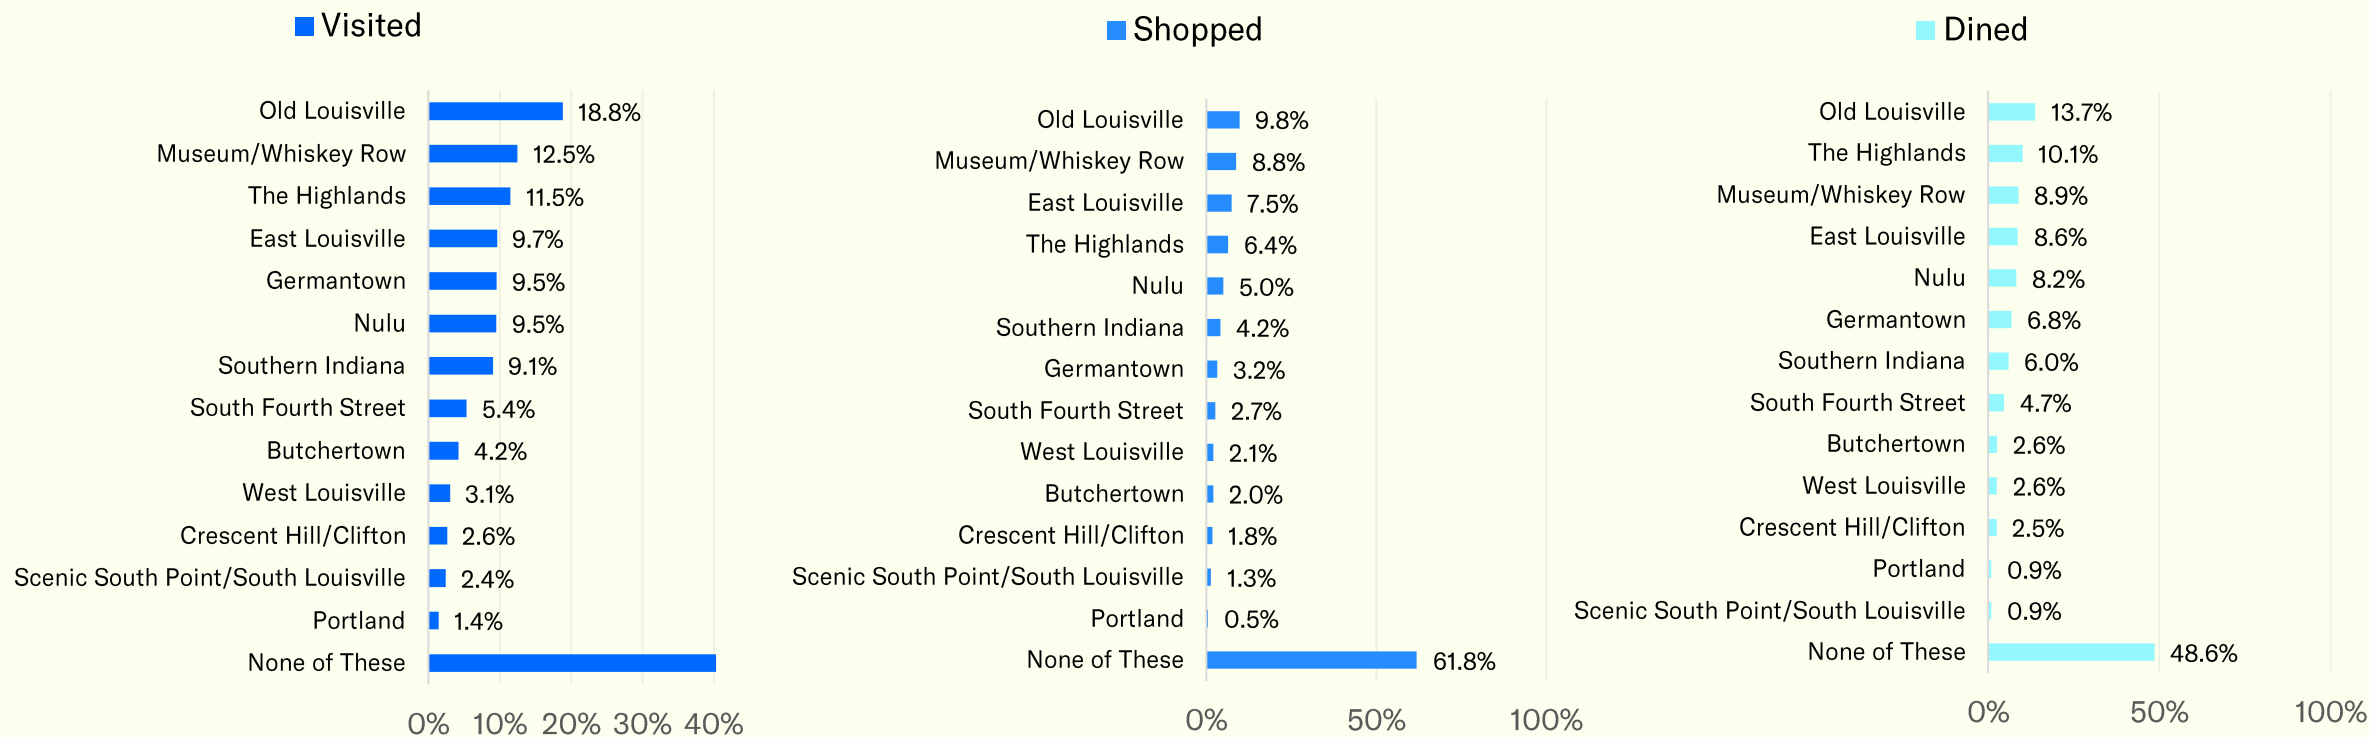 Visited
Old Louisville 18.8%
Museum/Whiskey Row 12.5%
The Highlands 11.5%
East Louisville 9.7%
Germantown 9.5%
Nulu 9.5%
Southern Indiana 9.1%
South Fourth Street 5.4%
Butchertown 4.2%
West Louisville 3.1%
Crescent Hill/Clifton 2.6%
Scenic South Point/South Louisville 2.4%
Portland 1.4%
None of These
0% 10% 20% 30% 40%
Shopped
Old Louisville 9.8%
Museum/Whiskey Row 8.8%
East Louisville 7.5%
The Highlands 6.4%
Nulu 5.0%
Southern Indiana 4.2%
Germantown 3.2%
South Fourth Street 2.7%
West Louisville 2.1%
Butchertown 2.0%
Crescent Hill/Clifton 1.8%
Scenic South Point/South Louisville 1.3%
Portland 0.5%
None of These 61.8%
0% 50% 100%
Dined
Old Louisville 13.7%
The Highlands 10.1%
Museum/Whiskey Row 8.9%
East Louisville 8.6%
Nulu 8.2%
Germantown 6.8%
Southern Indiana 6.0%
South Fourth Street 4.7%
Butchertown 2.6%
West Louisville 2.6%
Crescent Hill/Clifton 2.5%
Portland 0.9%
Scenic South Point/South Louisville 0.9%
None of These 48.6%
0% 50% 100%